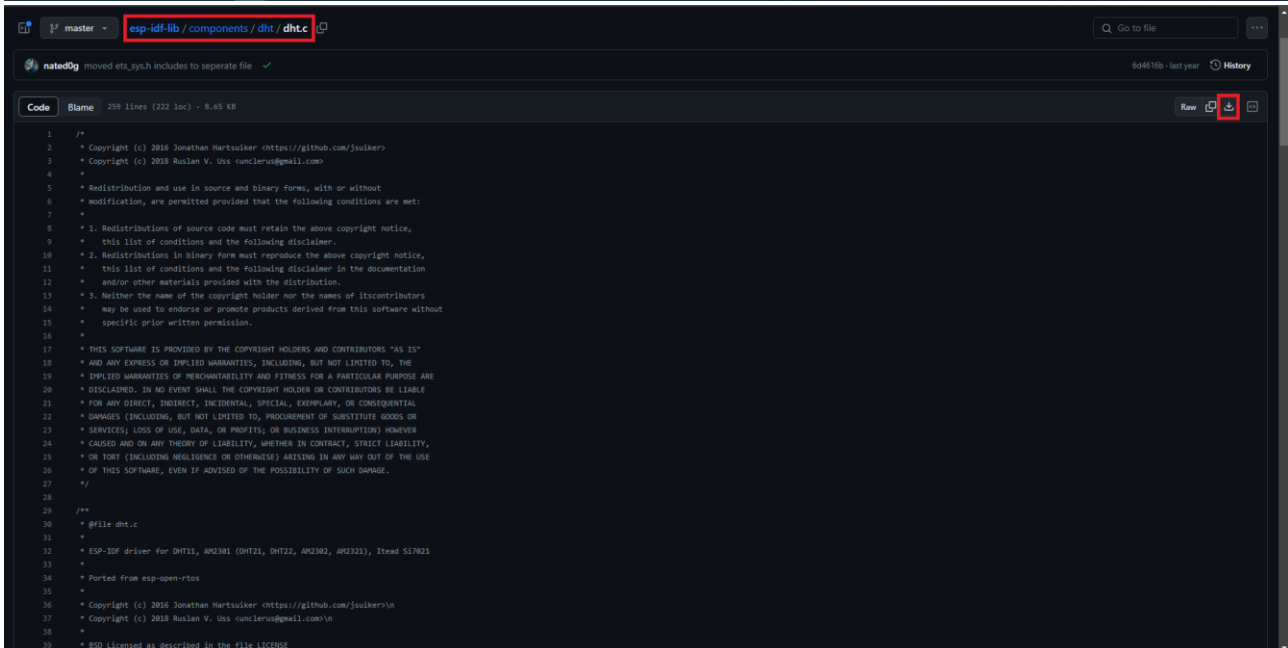 master esp-idf-lib / components / dht / dht.c Go to file
nated0g moved ets_sys.h includes to seperate file 6d4616b · last year History
Code Blame 259 lines (222 loc) · 8.65 KB Raw
1 /*
2 * Copyright (c) 2016 Jonathan Hartsuiker <https://github.com/jsuiker>
3 * Copyright (c) 2018 Ruslan V. Uss <unclerus@gmail.com>
4 *
5 * Redistribution and use in source and binary forms, with or without
6 * modification, are permitted provided that the following conditions are met:
7 *
8 * 1. Redistributions of source code must retain the above copyright notice,
9 * this list of conditions and the following disclaimer.
10 * 2. Redistributions in binary form must reproduce the above copyright notice,
11 * this list of conditions and the following disclaimer in the documentation
12 * and/or other materials provided with the distribution.
13 * 3. Neither the name of the copyright holder nor the names of itscontributors
14 * may be used to endorse or promote products derived from this software without
15 * specific prior written permission.
16 *
17 * THIS SOFTWARE IS PROVIDED BY THE COPYRIGHT HOLDERS AND CONTRIBUTORS "AS IS"
18 * AND ANY EXPRESS OR IMPLIED WARRANTIES, INCLUDING, BUT NOT LIMITED TO, THE
19 * IMPLIED WARRANTIES OF MERCHANTABILITY AND FITNESS FOR A PARTICULAR PURPOSE ARE
20 * DISCLAIMED. IN NO EVENT SHALL THE COPYRIGHT HOLDER OR CONTRIBUTORS BE LIABLE
21 * FOR ANY DIRECT, INDIRECT, INCIDENTAL, SPECIAL, EXEMPLARY, OR CONSEQUENTIAL
22 * DAMAGES (INCLUDING, BUT NOT LIMITED TO, PROCUREMENT OF SUBSTITUTE GOODS OR
23 * SERVICES; LOSS OF USE, DATA, OR PROFITS; OR BUSINESS INTERRUPTION) HOWEVER
24 * CAUSED AND ON ANY THEORY OF LIABILITY, WHETHER IN CONTRACT, STRICT LIABILITY,
25 * OR TORT (INCLUDING NEGLIGENCE OR OTHERWISE) ARISING IN ANY WAY OUT OF THE USE
26 * OF THIS SOFTWARE, EVEN IF ADVISED OF THE POSSIBILITY OF SUCH DAMAGE.
27 */
28
29 /**
30 * @file dht.c
31 *
32 * ESP-IDF driver for DHT11, AM2301 (DHT21, DHT22, AM2302, AM2321), Itead Si7021
33 *
34 * Ported from esp-open-rtos
35 *
36 * Copyright (c) 2016 Jonathan Hartsuiker <https://github.com/jsuiker>\n
37 * Copyright (c) 2018 Ruslan V. Uss <unclerus@gmail.com>\n
38 *
39 * BSD Licensed as described in the file LICENSE